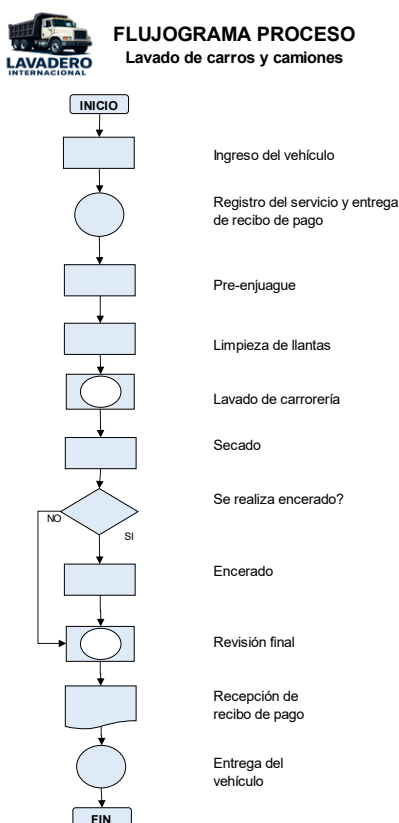 FLUJOGRAMA PROCESO
Lavado de carros y camiones
LAVADERO
INTERNACIONAL
INICIO
Ingreso del vehículo
Registro del servicio y entrega
de recibo de pago
Pre-enjuague
Limpieza de llantas
Lavado de carrorería
Secado
Se realiza encerado?
NO
SI
Encerado
Revisión final
Recepción de
recibo de pago
Entrega del
vehículo
FIN